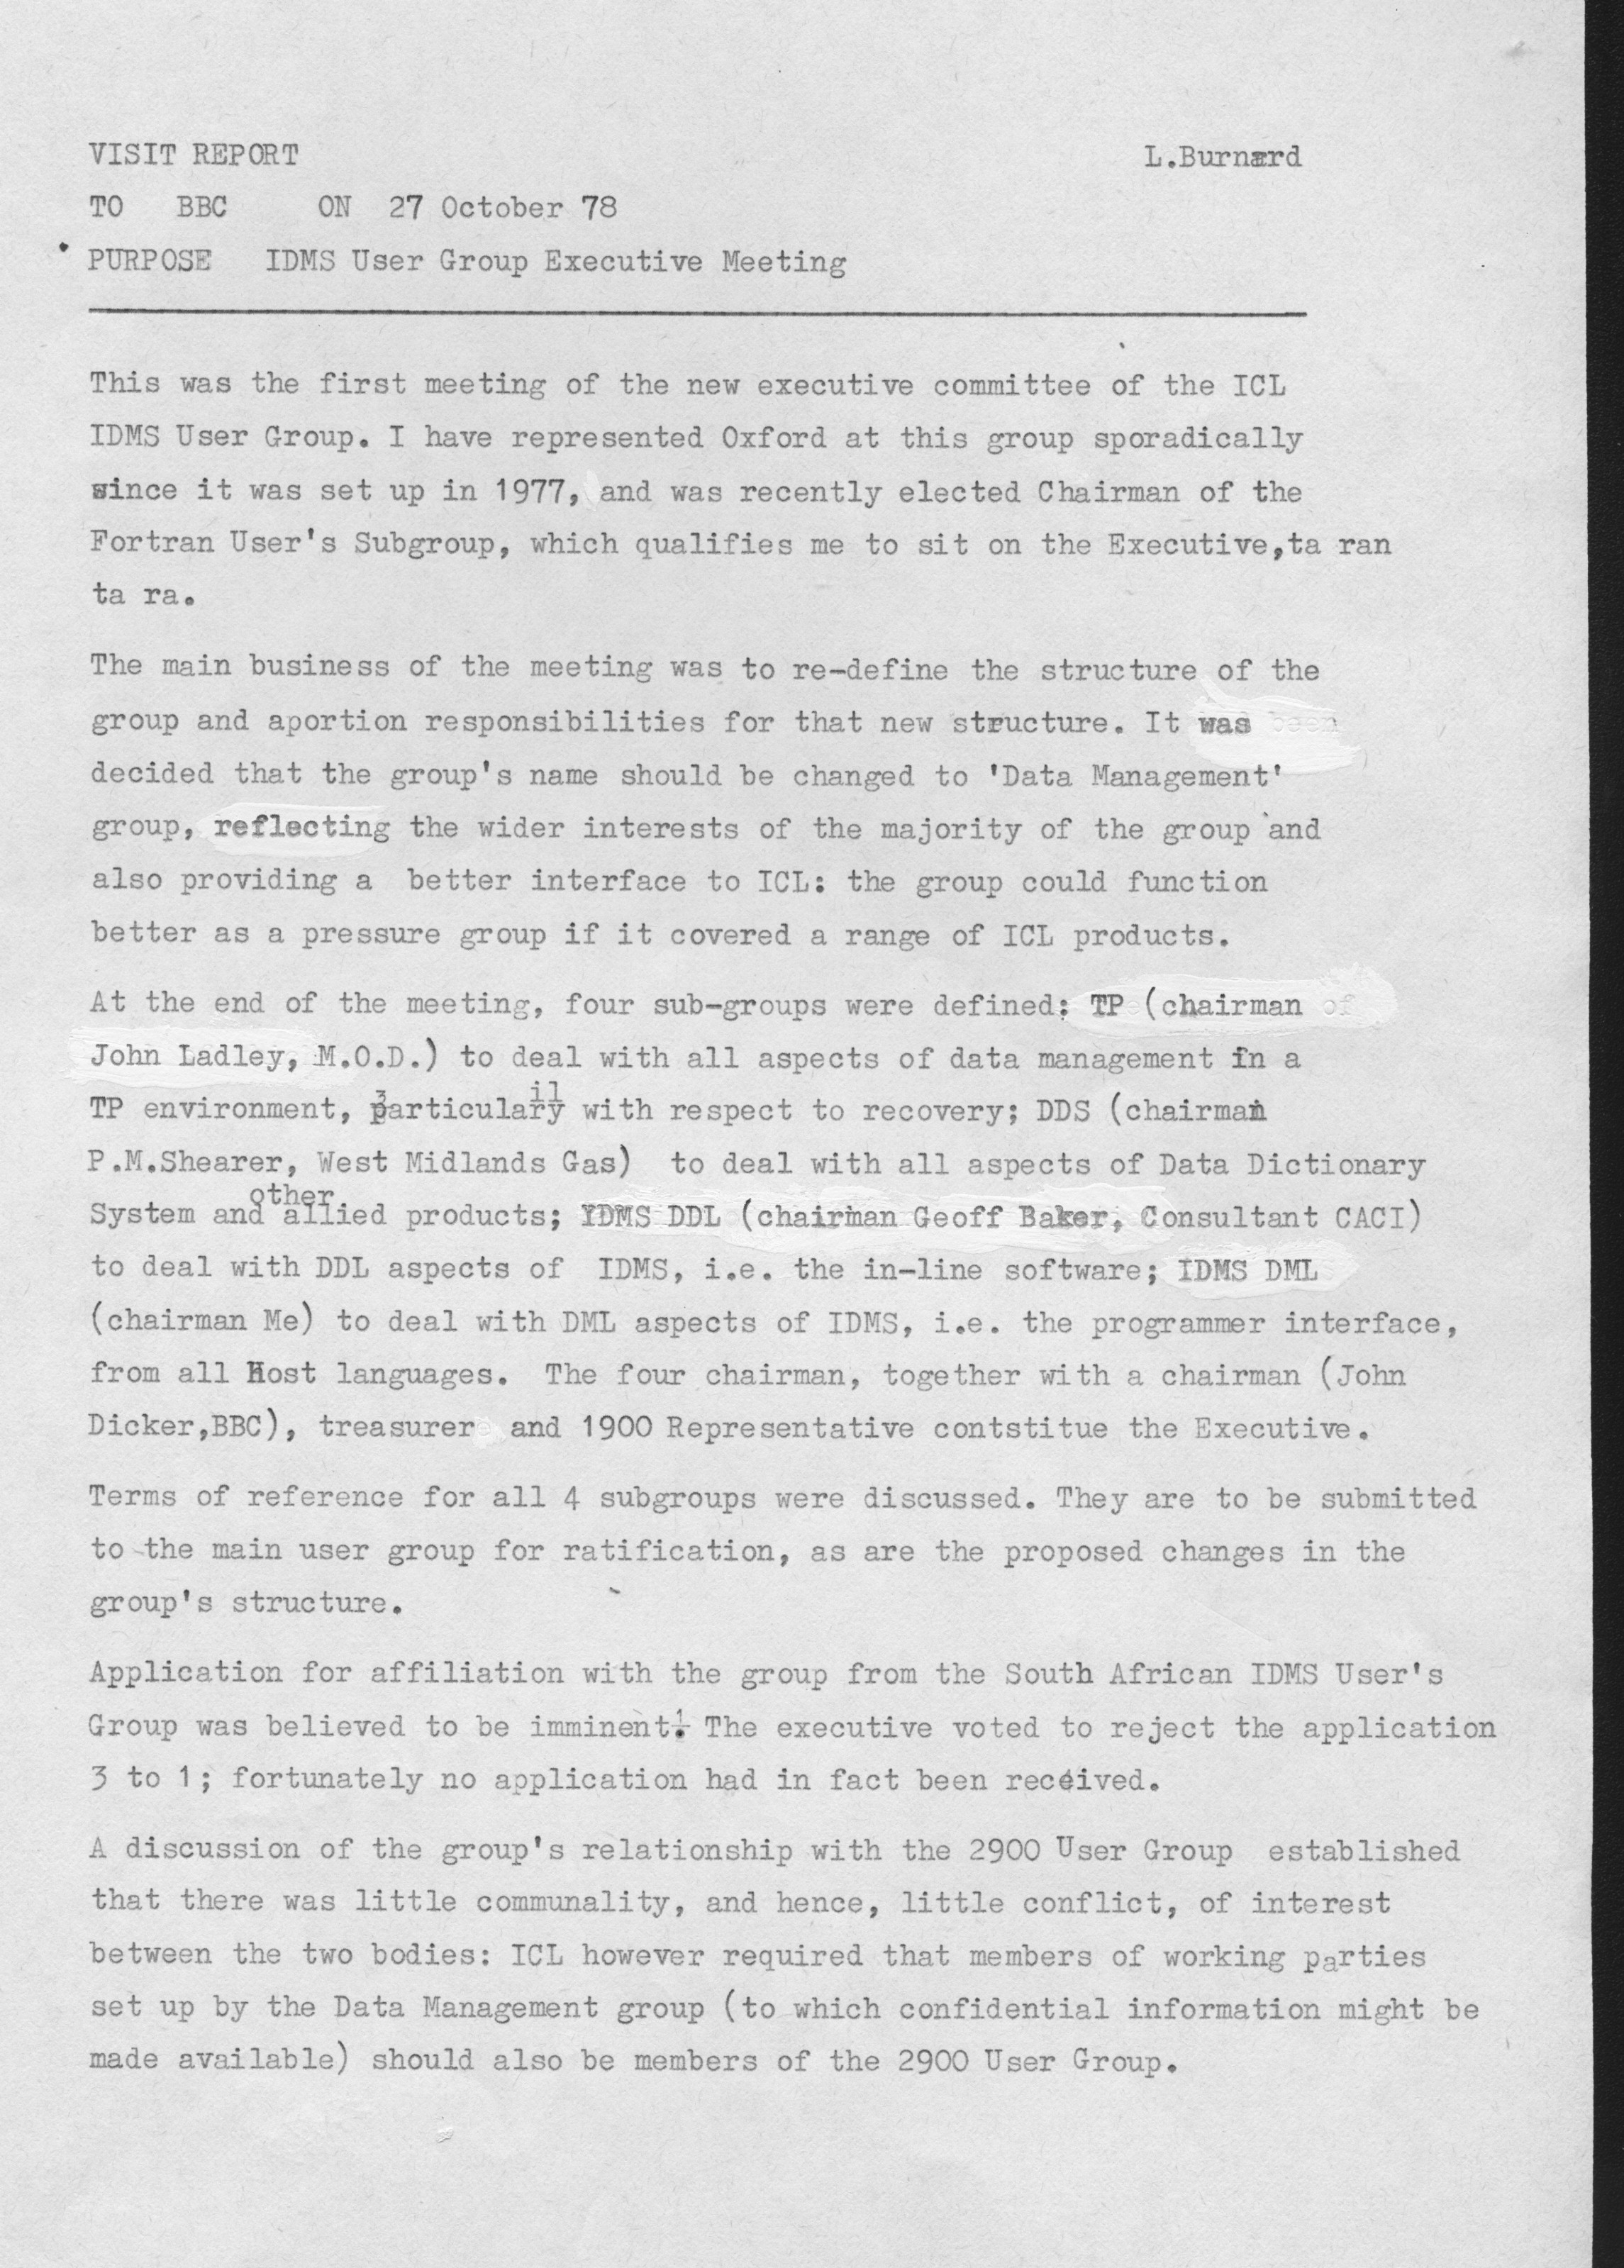 VISIT REPORT L.Burnard
TO BBC ON 27 October 78
PURPOSE IDMS User Group Executive Meeting
This was the first meeting of the new executive committee of the ICL
IDMS User Group. I have represented Oxford at this group sporadically
since it was set up in 1977, and was recently elected Chairman of the
Fortran User's Subgroup, which qualifies me to sit on the Executive,ta ran
ta ra.
The main business of the meeting was to re-define the structure of the
group and aportion responsibilities for that new structure. It was
decided that the group's name should be changed to 'Data Management'
group, reflecting the wider interests of the majority of the group and
also providing a better interface to ICL: the group could function
better as a pressure group if it covered a range of ICL products.
At the end of the meeting, four sub-groups were defined: TP (chairman
John Ladley, M.O.D.) to deal with all aspects of data management in a
TP environment, particularily with respect to recovery; DDS (chairman
P.M.Shearer, West Midlands Gas) to deal with all aspects of Data Dictionary
System and other allied products; IDMS DDL (chairman Geoff Baker, Consultant CACI)
to deal with DDL aspects of IDMS, i.e. the in-line software; IDMS DML
(chairman Me) to deal with DML aspects of IDMS, i.e. the programmer interface,
from all Host languages. The four chairman, together with a chairman (John
Dicker,BBC), treasurer and 1900 Representative contstitue the Executive.
Terms of reference for all 4 subgroups were discussed. They are to be submitted
to the main user group for ratification, as are the proposed changes in the
group's structure.
Application for affiliation with the group from the South African IDMS User's
Group was believed to be imminent. The executive voted to reject the application
3 to 1; fortunately no application had in fact been received.
A discussion of the group's relationship with the 2900 User Group established
that there was little communality, and hence, little conflict, of interest
between the two bodies: ICL however required that members of working parties
set up by the Data Management group (to which confidential information might be
made available) should also be members of the 2900 User Group.